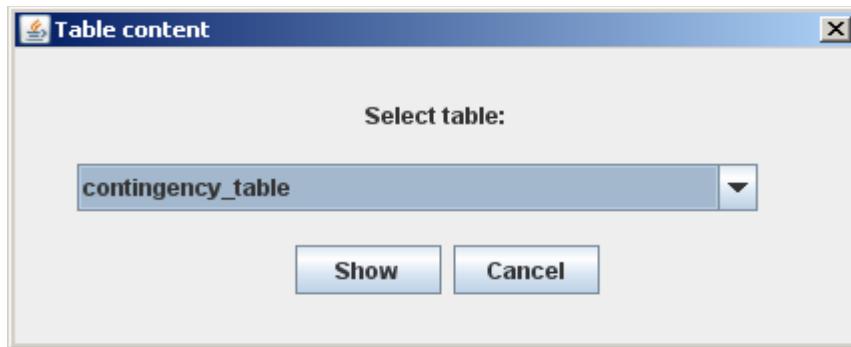 Table content
Select table:
contingency_table
Show Cancel